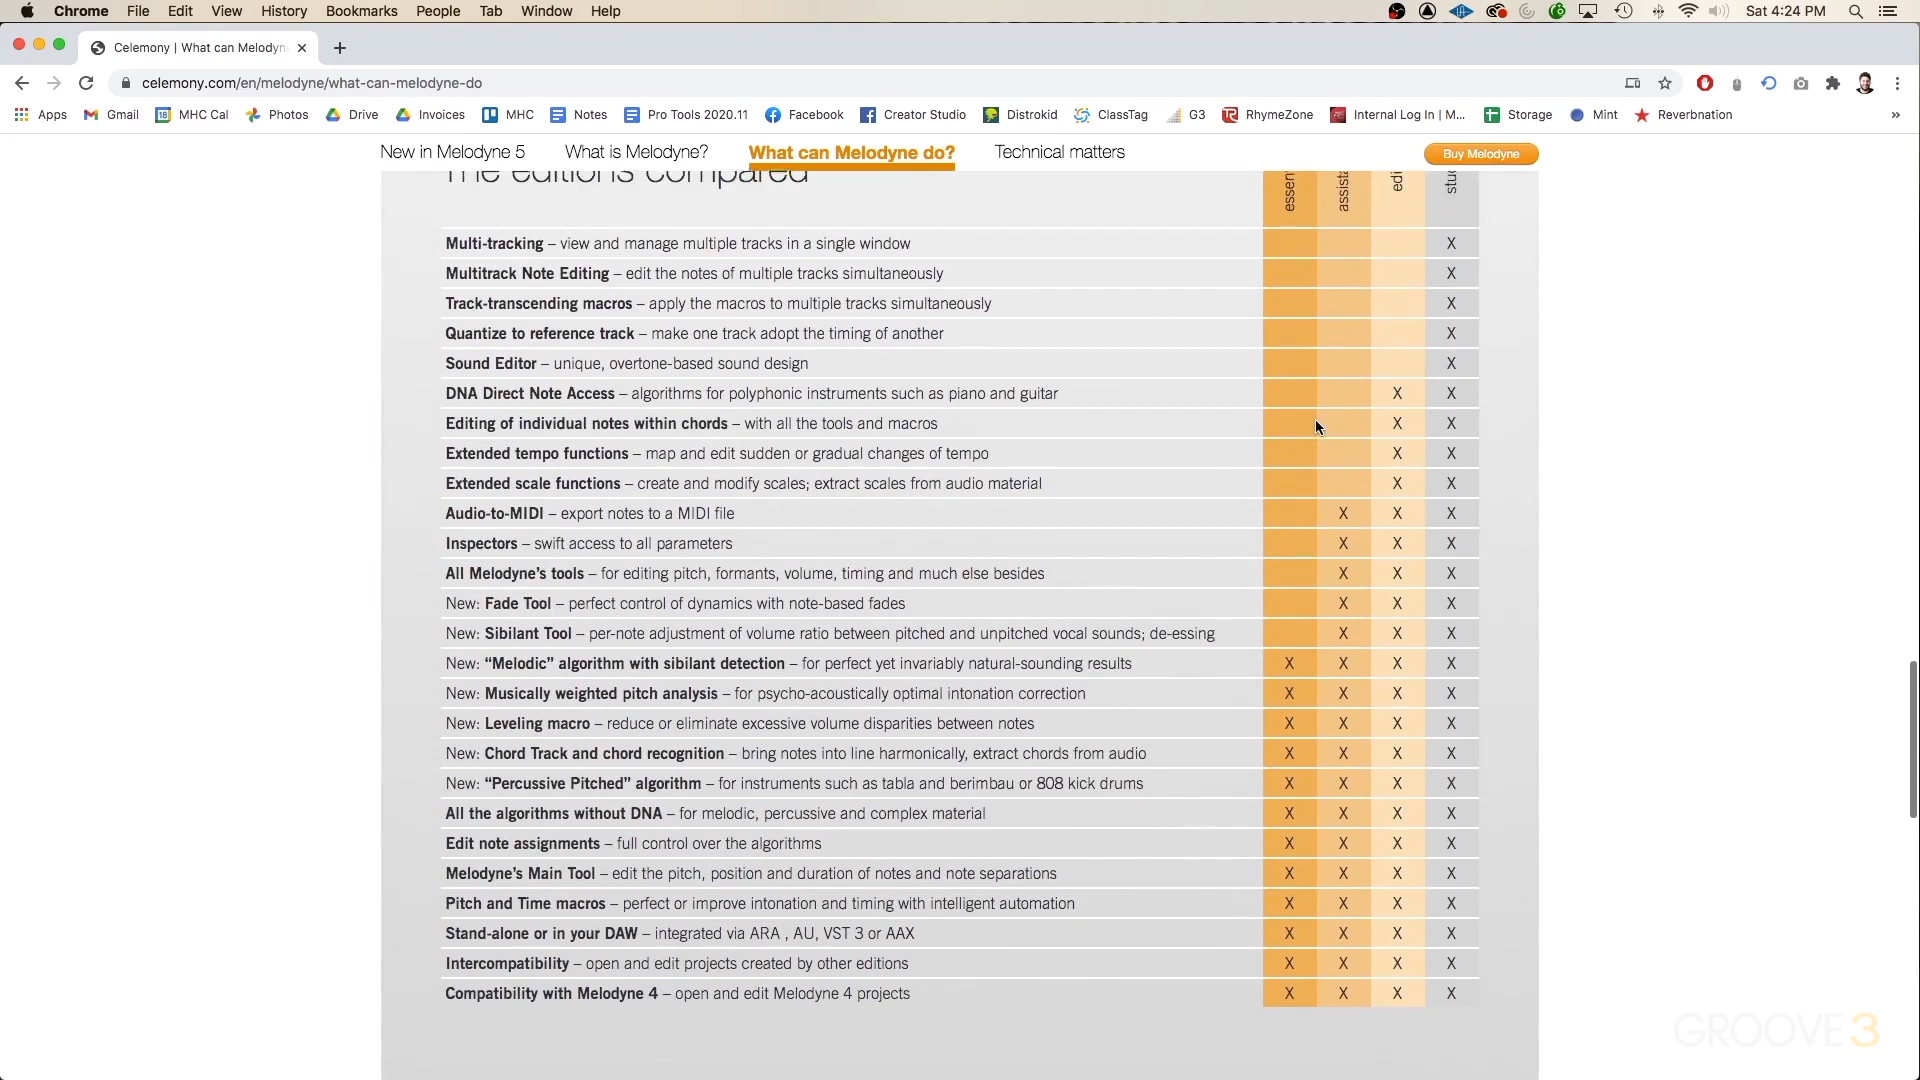 Chrome File Edit View History Bookmarks People Tab Window Help Sat 4:24 PM
Celemony | What can Melodyn
celemony.com/en/melodyne/what-can-melodyne-do
Apps Gmail 18 MHC Cal Photos Drive Invoices MHC Notes Pro Tools 2020.11 Facebook Creator Studio Distrokid ClassTag G3 RhymeZone Internal Log In | M... Storage Mint Reverbnation »
New in Melodyne 5 What is Melodyne? What can Melodyne do? Technical matters Buy Melodyne
The editions compared essen assista edi stud
Multi-tracking – view and manage multiple tracks in a single window X
Multitrack Note Editing – edit the notes of multiple tracks simultaneously X
Track-transcending macros – apply the macros to multiple tracks simultaneously X
Quantize to reference track – make one track adopt the timing of another X
Sound Editor – unique, overtone-based sound design X
DNA Direct Note Access – algorithms for polyphonic instruments such as piano and guitar X X
Editing of individual notes within chords – with all the tools and macros X X
Extended tempo functions – map and edit sudden or gradual changes of tempo X X
Extended scale functions – create and modify scales; extract scales from audio material X X
Audio-to-MIDI – export notes to a MIDI file X X X
Inspectors – swift access to all parameters X X X
All Melodyne's tools – for editing pitch, formants, volume, timing and much else besides X X X
New: Fade Tool – perfect control of dynamics with note-based fades X X X
New: Sibilant Tool – per-note adjustment of volume ratio between pitched and unpitched vocal sounds; de-essing X X X
New: “Melodic” algorithm with sibilant detection – for perfect yet invariably natural-sounding results X X X X
New: Musically weighted pitch analysis – for psycho-acoustically optimal intonation correction X X X X
New: Leveling macro – reduce or eliminate excessive volume disparities between notes X X X X
New: Chord Track and chord recognition – bring notes into line harmonically, extract chords from audio X X X X
New: “Percussive Pitched” algorithm – for instruments such as tabla and berimbau or 808 kick drums X X X X
All the algorithms without DNA – for melodic, percussive and complex material X X X X
Edit note assignments – full control over the algorithms X X X X
Melodyne's Main Tool – edit the pitch, position and duration of notes and note separations X X X X
Pitch and Time macros – perfect or improve intonation and timing with intelligent automation X X X X
Stand-alone or in your DAW – integrated via ARA , AU, VST 3 or AAX X X X X
Intercompatibility – open and edit projects created by other editions X X X X
Compatibility with Melodyne 4 – open and edit Melodyne 4 projects X X X X
GROOVE 3